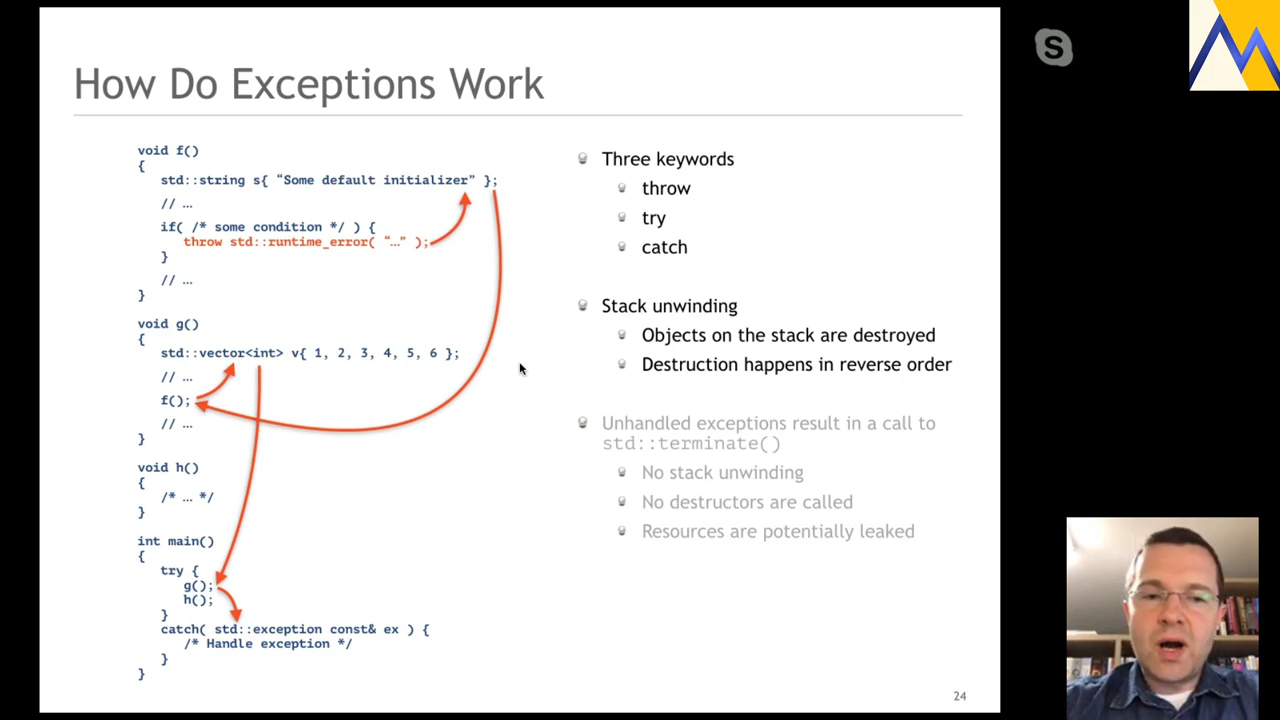 How Do Exceptions Work
void f()
{
std::string s{ “Some default initializer” };
// …
if( /* some condition */ ) {
throw std::runtime_error( “…” );
}
// …
}
void g()
{
std::vector<int> v{ 1, 2, 3, 4, 5, 6 };
// …
f();
// …
}
void h()
{
/* … */
}
int main()
{
try {
g();
h();
}
catch( std::exception const& ex ) {
/* Handle exception */
}
}
Three keywords
throw
try
catch
Stack unwinding
Objects on the stack are destroyed
Destruction happens in reverse order
Unhandled exceptions result in a call to
std::terminate()
No stack unwinding
No destructors are called
Resources are potentially leaked
24
S